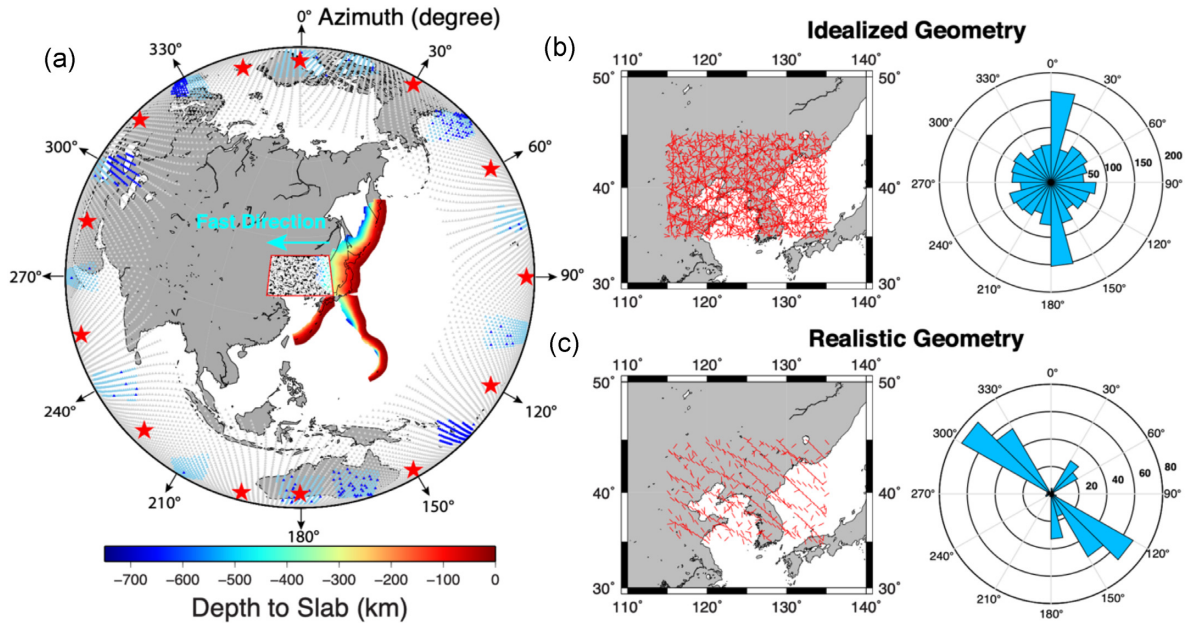 (a)
Azimuth (degree)
0°
30°
60°
90°
120°
150°
180°
210°
240°
270°
300°
330°
Fast Direction
−700 −600 −500 −400 −300 −200 −100 0
Depth to Slab (km)
(b)
Idealized Geometry
110° 120° 130° 140°
50° 50°
40° 40°
30° 30°
110° 120° 130° 140°
0°
30°
60°
90°
120°
150°
180°
210°
240°
270°
300°
330°
50 100 150 200
(c)
Realistic Geometry
110° 120° 130° 140°
50° 50°
40° 40°
30° 30°
110° 120° 130° 140°
0°
30°
60°
90°
120°
150°
180°
210°
240°
270°
300°
330°
20 40 60 80